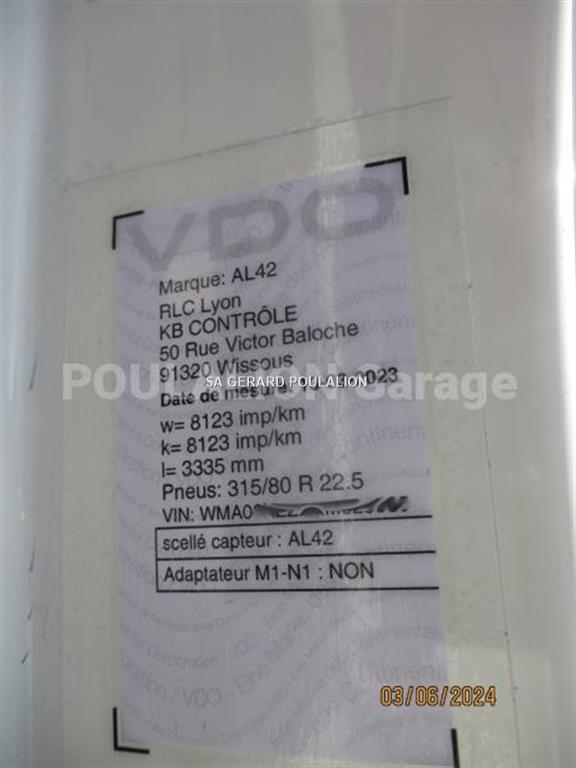 VDO
Marque: AL42
RLC Lyon
KB CONTRÔLE
50 Rue Victor Baloche
91320 Wissous
POULALION Garage
SA GERARD POULALION
Date de mesure
w= 8123 imp/km
k= 8123 imp/km
l= 3335 mm
Pneus: 315/80 R 22.5
VIN: WMA0
scellé capteur : AL42
Adaptateur M1-N1 : NON
03/06/2024